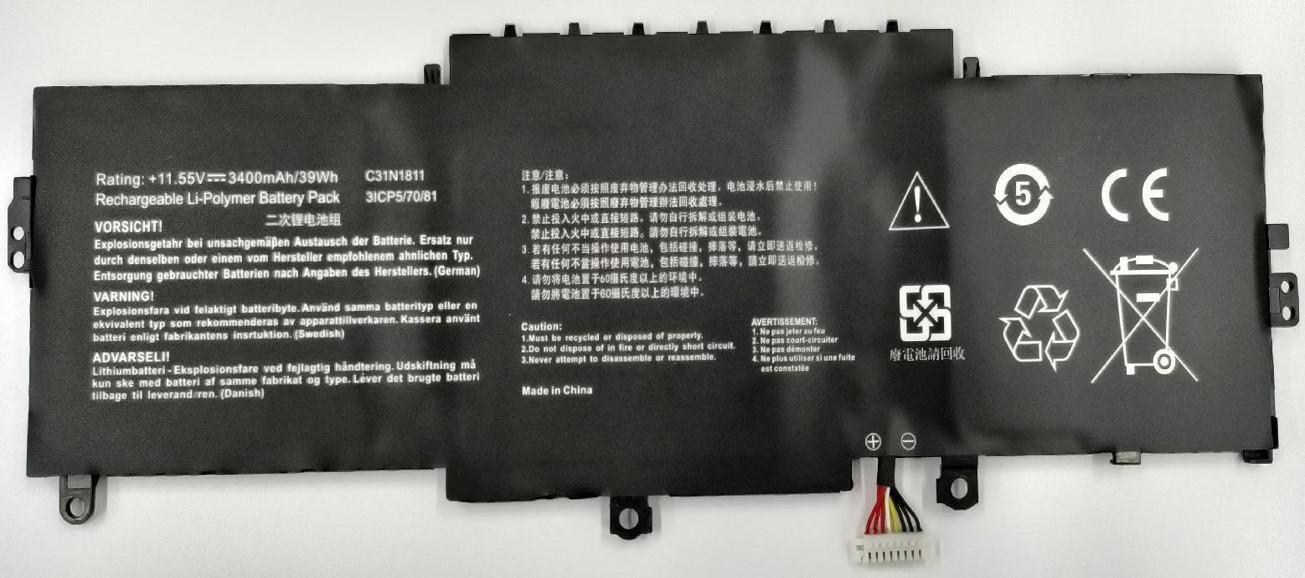 Rating: +11.55V⎓3400mAh/39Wh C31N1811
Rechargeable Li-Polymer Battery Pack 3ICP5/70/81
二次锂电池组
VORSICHT!
Explosionsgetahr bei unsachgemäßen Austausch der Batterie. Ersatz nur
durch denselben oder einem vom Hersteller empfohlenem ahnlichen Typ.
Entsorgung gebrauchter Batterien nach Angaben des Herstellers. (German)
VARNING!
Explosionsfara vid felaktigt batteribyte. Använd samma batterityp eller en
ekvivalent typ som rekommenderas av apparattillverkaren. Kassera använt
batteri enligt fabrikantens insrtuktion. (Swedish)
ADVARSELI!
Lithiumbatteri - Eksplosionsfare ved fejlagtig håndtering. Udskiftning må
kun ske med batteri af samme fabrikat og type. Léver det brugte batteri
tilbage til leverandøren. (Danish)
注意/注意:
1. 报废电池必须按照废弃物管理办法回收处理，电池浸水后禁止使用!
報廢電池必須按照廢弃物管理辦法回收處理。
2. 禁止投入火中或直接短路。请勿自行拆解或组装电池。
禁止投入火中或直接短路。請勿自行拆解或組裝電池。
3. 若有任何不当操作使用电池，包括碰撞，摔落等，请立即送返检修。
若有任何不當操作使用電池，包括碰撞，摔落等，請立即送返檢修。
4. 请勿将电池置于60摄氏度以上的环境中。
請勿將電池置于60攝氏度以上的環境中。
Caution:
1.Must be recycled or disposed of properly.
2.Do not dispose of in fire or directly short circuit.
3.Never attempt to disassemble or reassemble.
Made in China
AVERTISSEMENT:
1. Ne pas jeter au feu
2. Ne pas court-circuiter
3. Ne pas démonter
4. Ne plus utiliser si une fuite
est constatée
!
5
CE
廢電池請回收
+ −